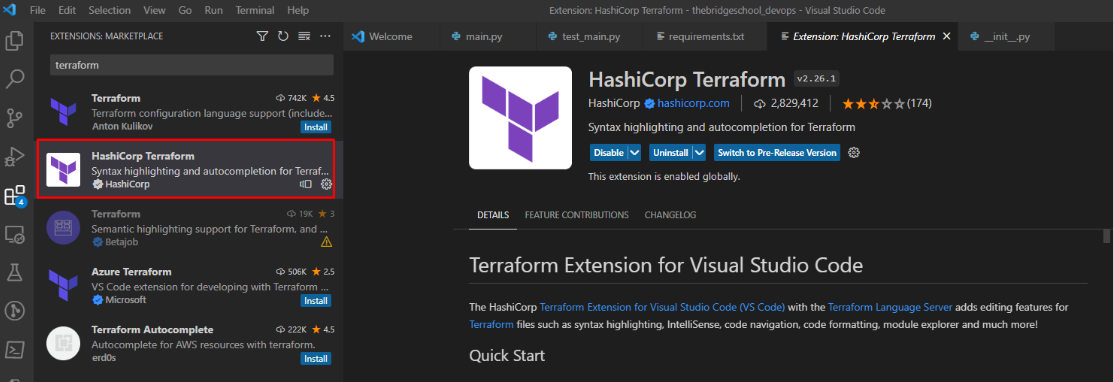 File Edit Selection View Go Run Terminal Help
Extension: HashiCorp Terraform - thebridgeschool_devops - Visual Studio Code
EXTENSIONS: MARKETPLACE
terraform
Terraform 742K 4.5
Terraform configuration language support (include...
Anton Kulikov Install
HashiCorp Terraform
Syntax highlighting and autocompletion for Terraf...
HashiCorp
Terraform 19K 3
Semantic highlighting support for Terraform, and ...
Betajob
Azure Terraform 506K 2.5
VS Code extension for developing with Terraform ...
Microsoft Install
Terraform Autocomplete 222K 4.5
Autocomplete for AWS resources with terraform.
erd0s Install
4
Welcome main.py test_main.py requirements.txt Extension: HashiCorp Terraform __init__.py
HashiCorp Terraform v2.26.1
HashiCorp hashicorp.com 2,829,412 (174)
Syntax highlighting and autocompletion for Terraform
Disable Uninstall Switch to Pre-Release Version
This extension is enabled globally.
DETAILS FEATURE CONTRIBUTIONS CHANGELOG
Terraform Extension for Visual Studio Code
The HashiCorp Terraform Extension for Visual Studio Code (VS Code) with the Terraform Language Server adds editing features for
Terraform files such as syntax highlighting, IntelliSense, code navigation, code formatting, module explorer and much more!
Quick Start